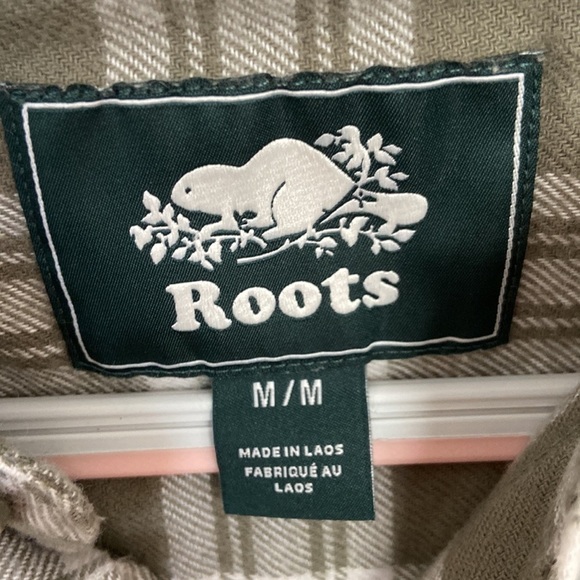 Roots
M/M
MADE IN LAOS
FABRIQUÉ AU
LAOS